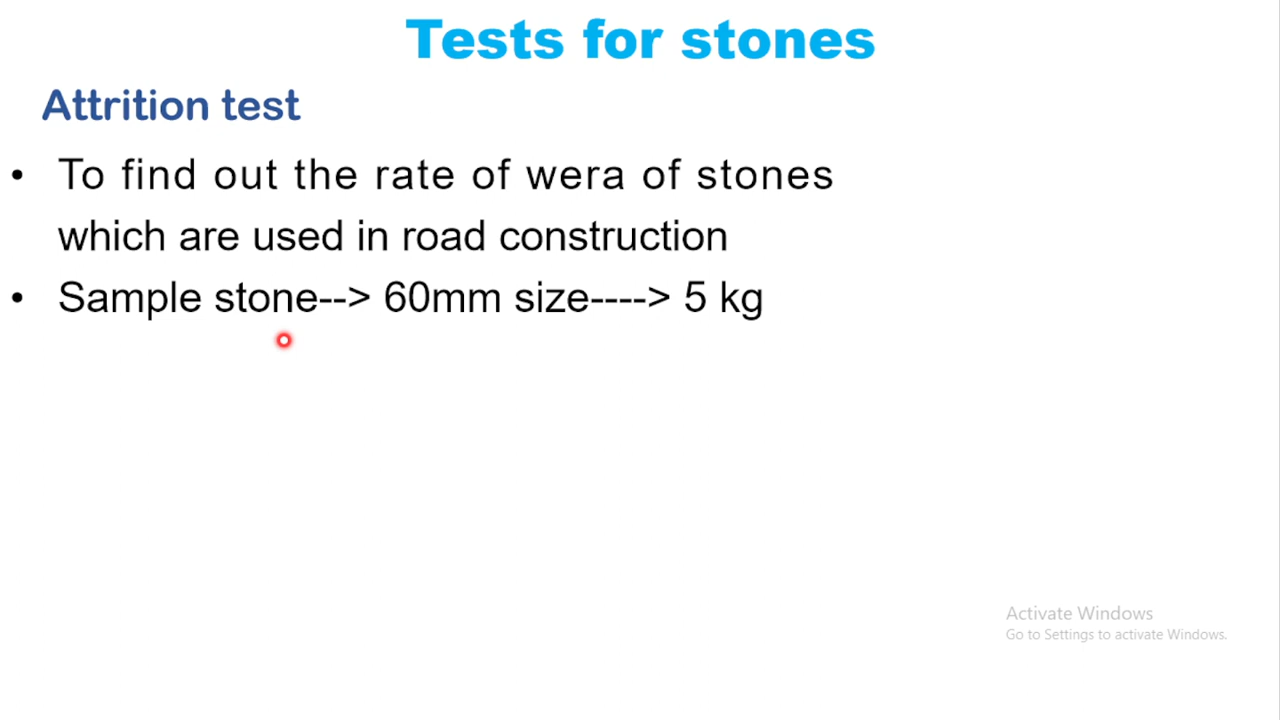 Tests for stones
Attrition test
• To find out the rate of wera of stones
which are used in road construction
• Sample stone--> 60mm size----> 5 kg
Activate Windows
Go to Settings to activate Windows.